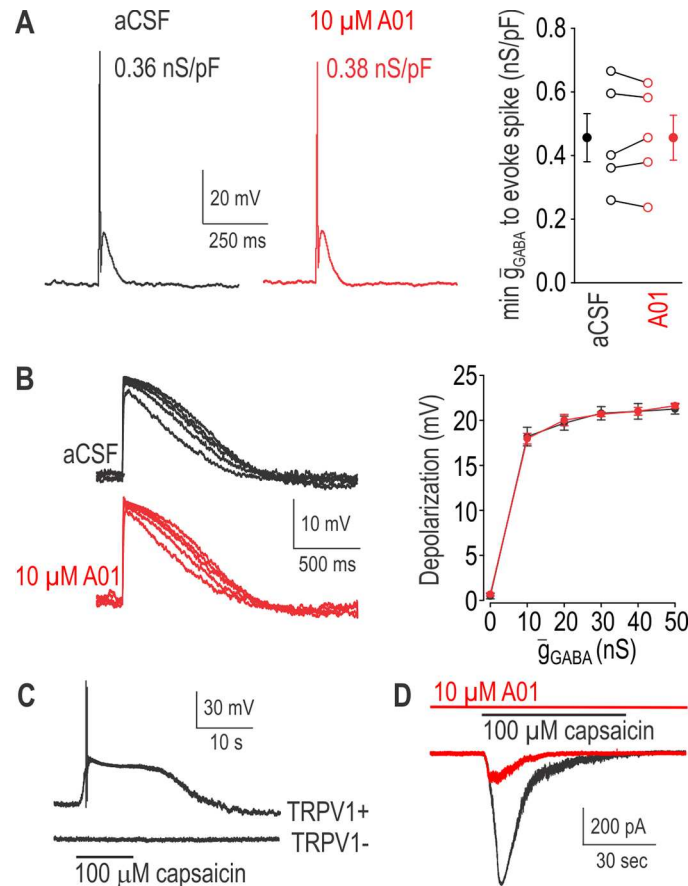 A
aCSF
10 µM A01
0.36 nS/pF
0.38 nS/pF
20 mV
250 ms
min g̅GABA to evoke spike (nS/pF)
0.8
0.6
0.4
0.2
0.0
aCSF
A01
B
aCSF
10 µM A01
10 mV
500 ms
Depolarization (mV)
25
20
15
10
5
0
0 10 20 30 40 50
g̅GABA (nS)
C
30 mV
10 s
TRPV1+
TRPV1-
100 µM capsaicin
D
10 µM A01
100 µM capsaicin
200 pA
30 sec